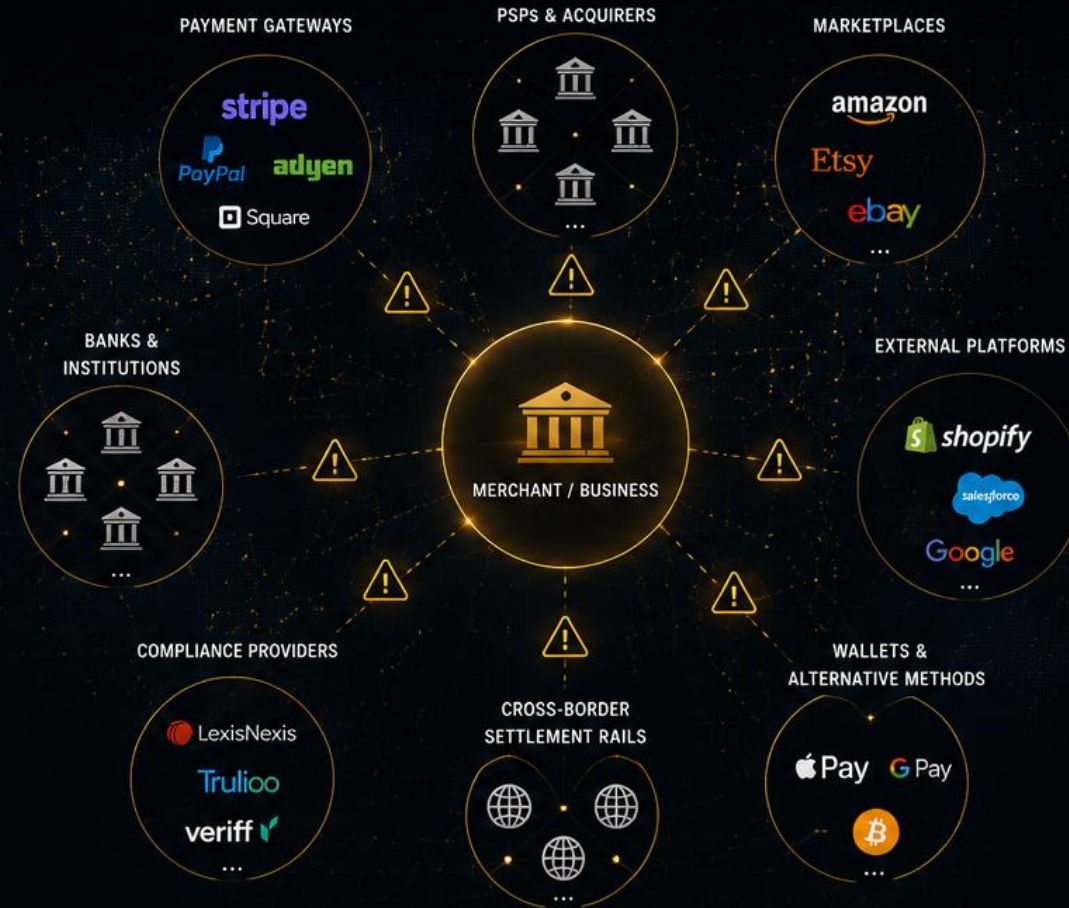 PAYMENT GATEWAYS
stripe
PayPal
adyen
Square
PSPs & ACQUIRERS
...
MARKETPLACES
amazon
Etsy
ebay
...
BANKS &
INSTITUTIONS
...
MERCHANT / BUSINESS
EXTERNAL PLATFORMS
shopify
salesforco
Google
...
COMPLIANCE PROVIDERS
LexisNexis
Trulioo
veriff
...
CROSS-BORDER
SETTLEMENT RAILS
...
WALLETS &
ALTERNATIVE METHODS
Pay
G Pay
...